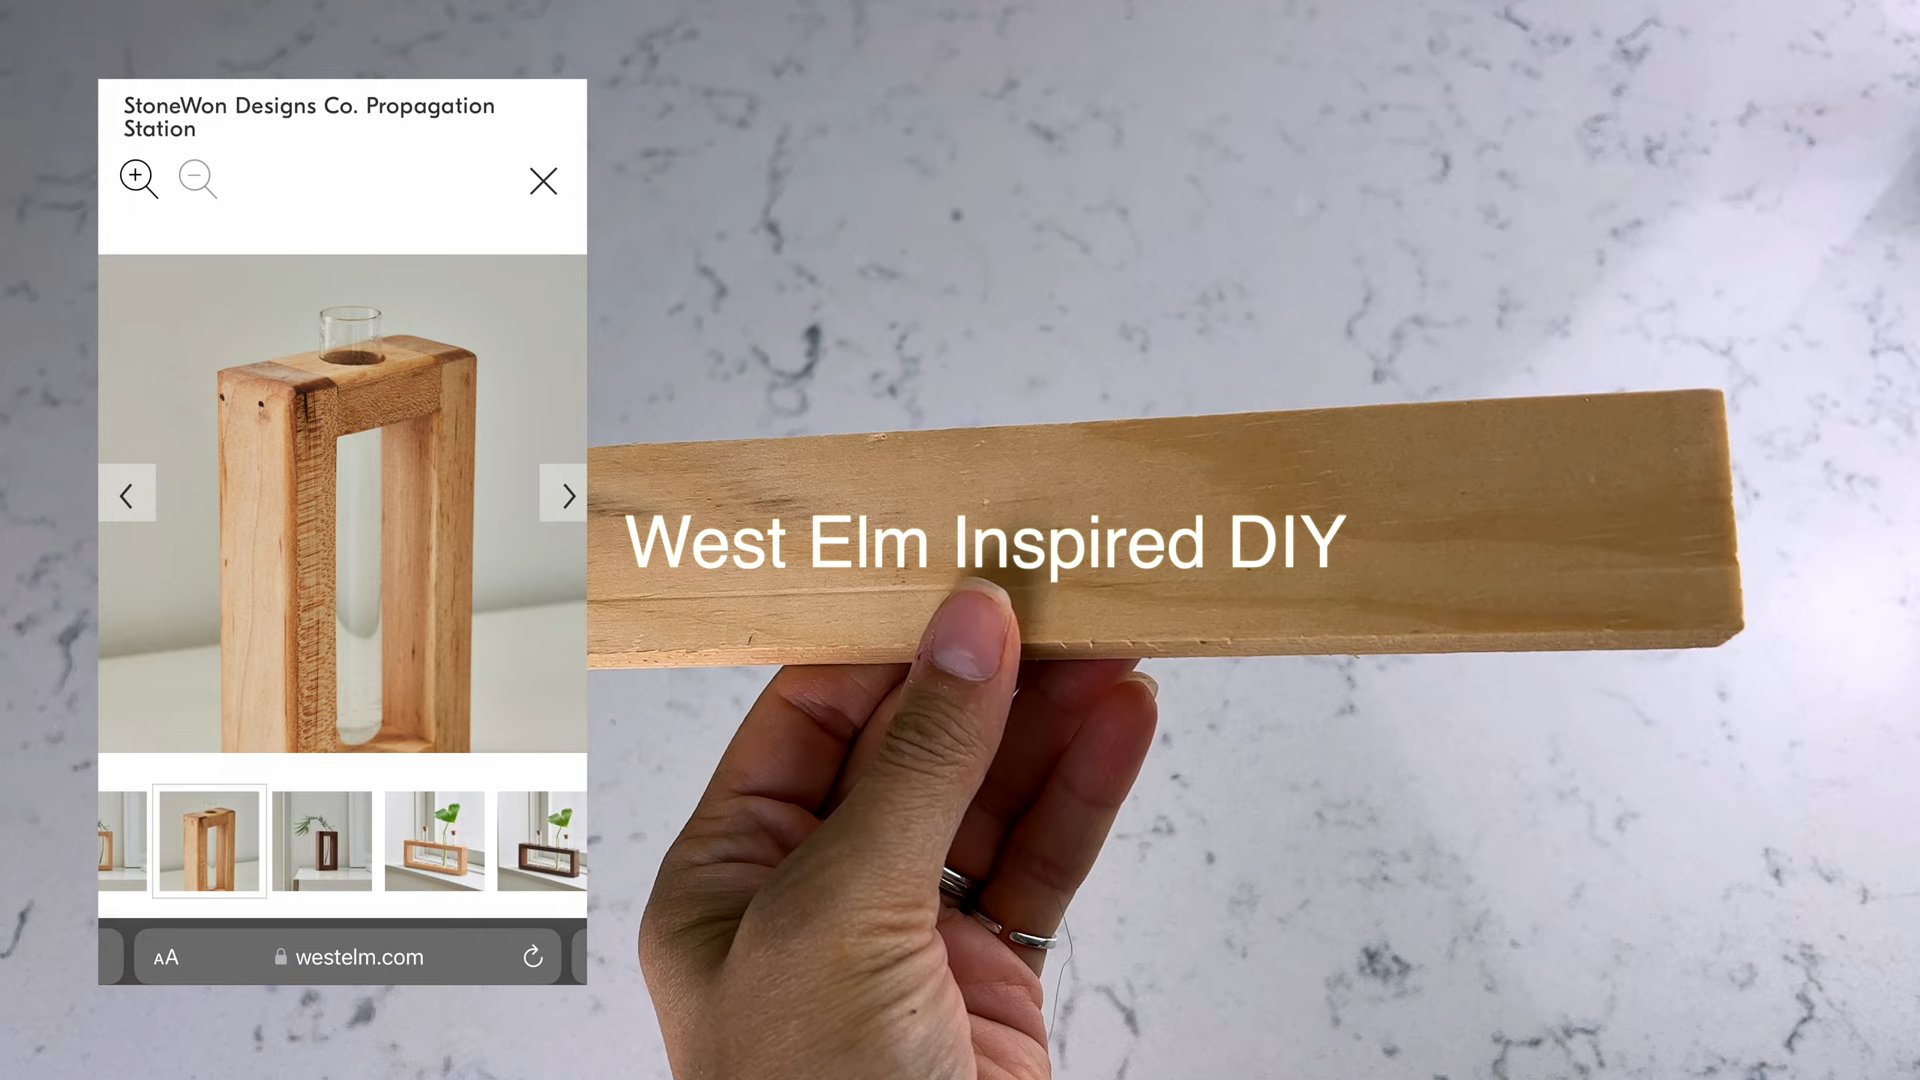 StoneWon Designs Co. Propagation
Station
West Elm Inspired DIY
AA
westelm.com